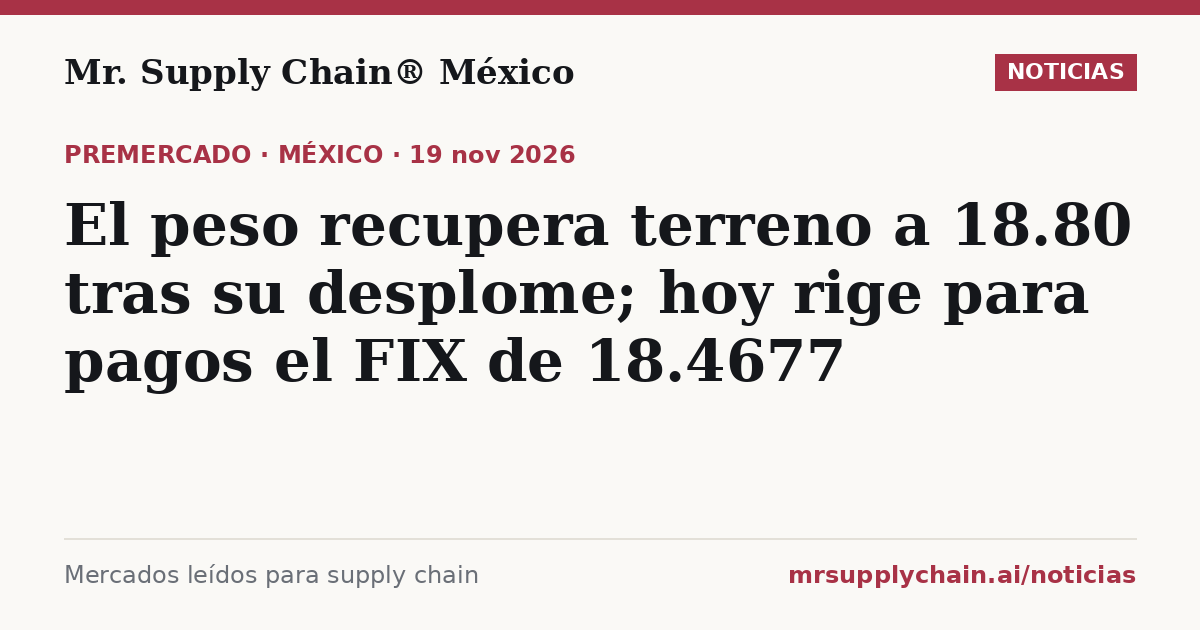 Mr. Supply Chain® México
NOTICIAS
PREMERCADO · MÉXICO · 19 nov 2026
El peso recupera terreno a 18.80
tras su desplome; hoy rige para
pagos el FIX de 18.4677
Mercados leídos para supply chain
mrsupplychain.ai/noticias